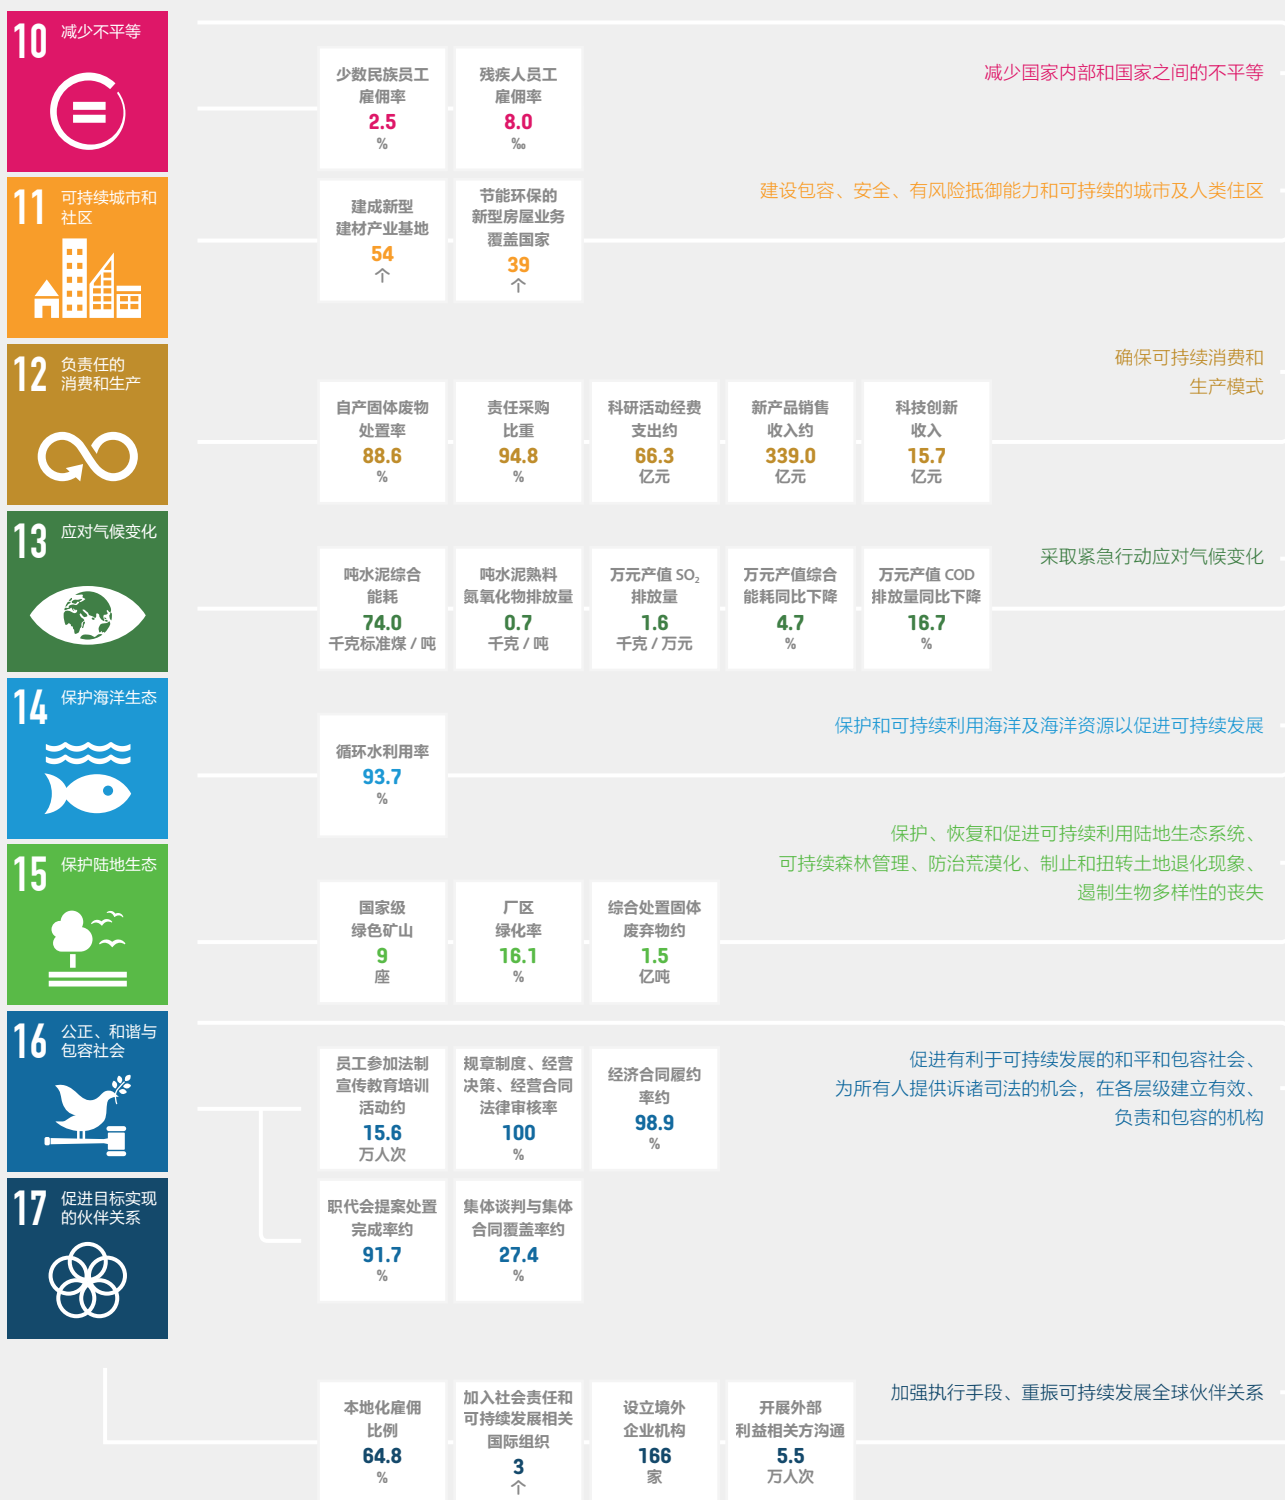 10
减少不平等
减少国家内部和国家之间的不平等
少数民族员工
雇佣率
2.5
%
残疾人员工
雇佣率
8.0
‰
11
可持续城市和
社区
建设包容、安全、有风险抵御能力和可持续的城市及人类住区
建成新型
建材产业基地
54
个
节能环保的
新型房屋业务
覆盖国家
39
个
12
负责任的
消费和生产
确保可持续消费和
生产模式
自产固体废物
处置率
88.6
%
责任采购
比重
94.8
%
科研活动经费
支出约
66.3
亿元
新产品销售
收入约
339.0
亿元
科技创新
收入
15.7
亿元
13
应对气候变化
采取紧急行动应对气候变化
吨水泥综合
能耗
74.0
千克标准煤 / 吨
吨水泥熟料
氮氧化物排放量
0.7
千克 / 吨
万元产值 SO₂
排放量
1.6
千克 / 万元
万元产值综合
能耗同比下降
4.7
%
万元产值 COD
排放量同比下降
16.7
%
14
保护海洋生态
保护和可持续利用海洋及海洋资源以促进可持续发展
循环水利用率
93.7
%
15
保护陆地生态
保护、恢复和促进可持续利用陆地生态系统、
可持续森林管理、防治荒漠化、制止和扭转土地退化现象、
遏制生物多样性的丧失
国家级
绿色矿山
9
座
厂区
绿化率
16.1
%
综合处置固体
废弃物约
1.5
亿吨
16
公正、和谐与
包容社会
促进有利于可持续发展的和平和包容社会、
为所有人提供诉诸司法的机会，在各层级建立有效、
负责和包容的机构
员工参加法制
宣传教育培训
活动约
15.6
万人次
规章制度、经营
决策、经营合同
法律审核率
100
%
经济合同履约
率约
98.9
%
职代会提案处置
完成率约
91.7
%
集体谈判与集体
合同覆盖率约
27.4
%
17
促进目标实现
的伙伴关系
加强执行手段、重振可持续发展全球伙伴关系
本地化雇佣
比例
64.8
%
加入社会责任和
可持续发展相关
国际组织
3
个
设立境外
企业机构
166
家
开展外部
利益相关方沟通
5.5
万人次